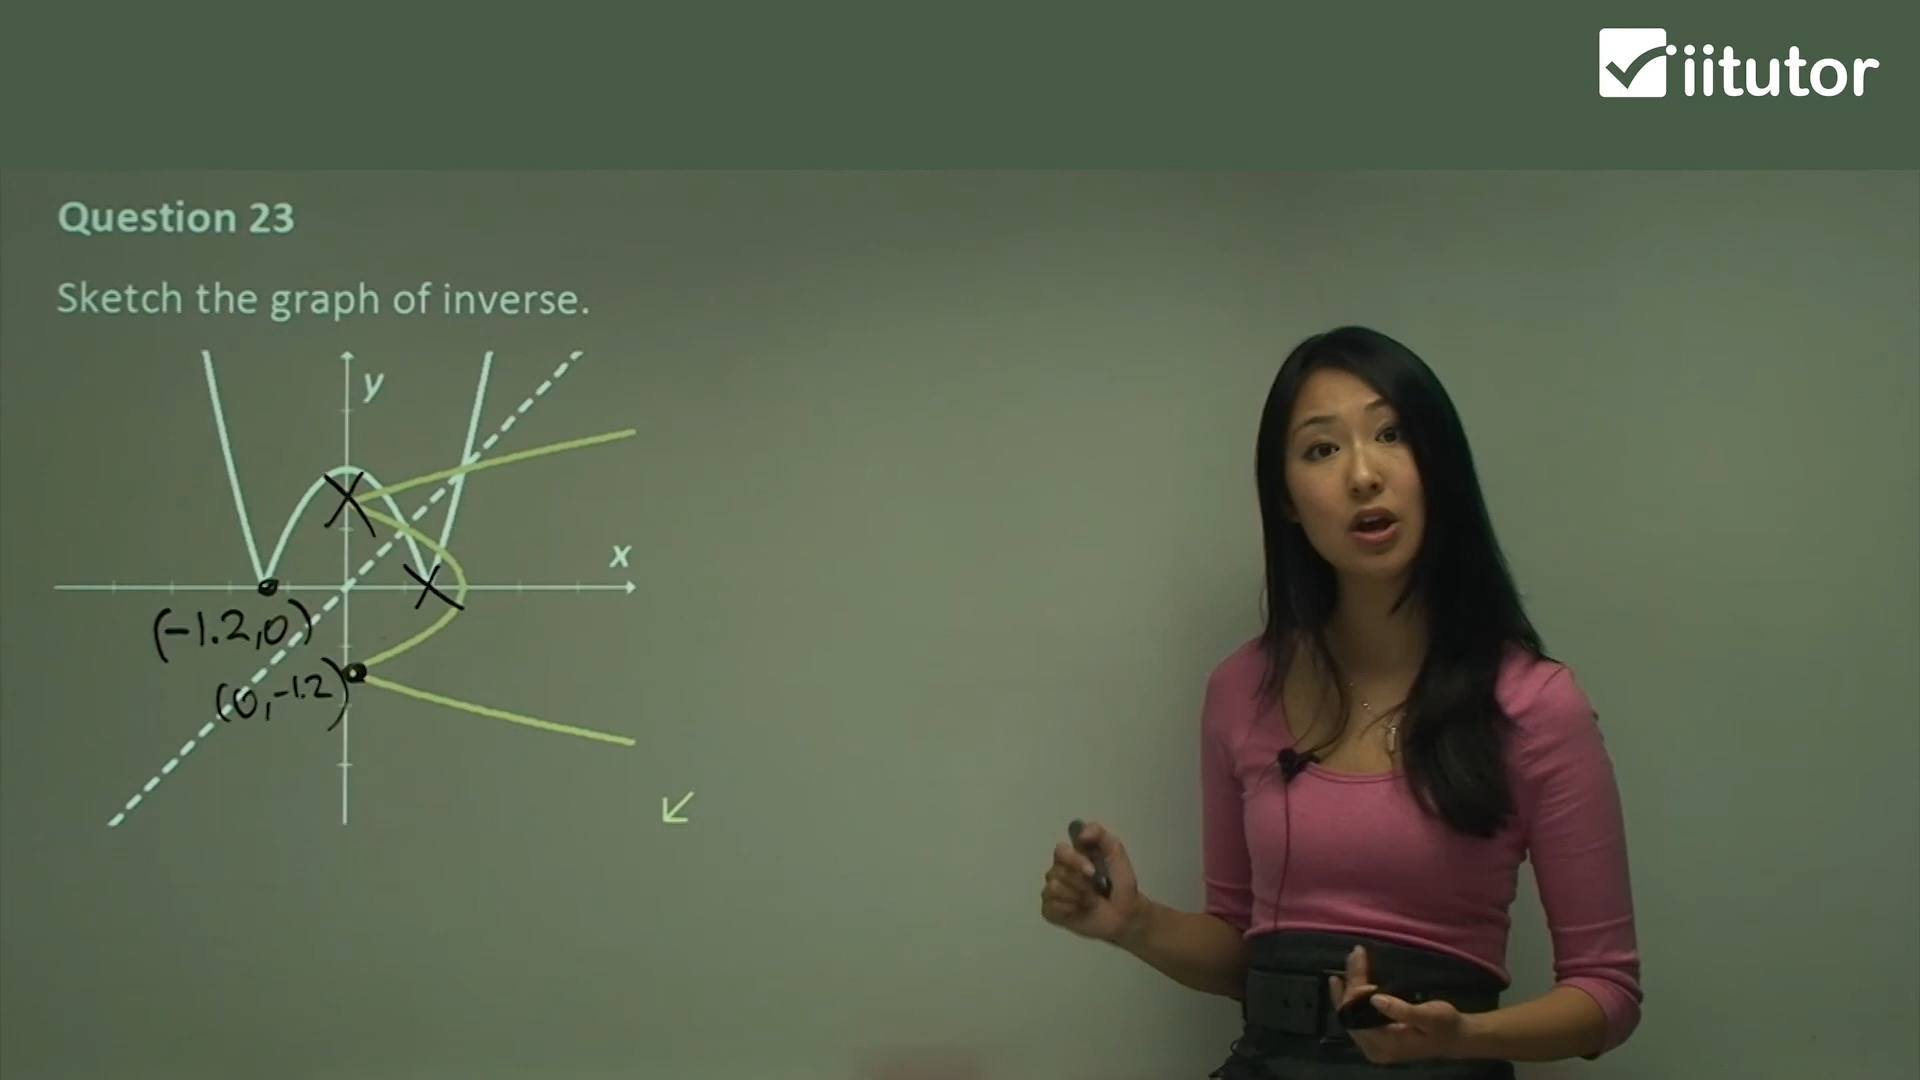 iitutor
Question 23
Sketch the graph of inverse.
y
x
(-1.2,0)
(0,-1.2)